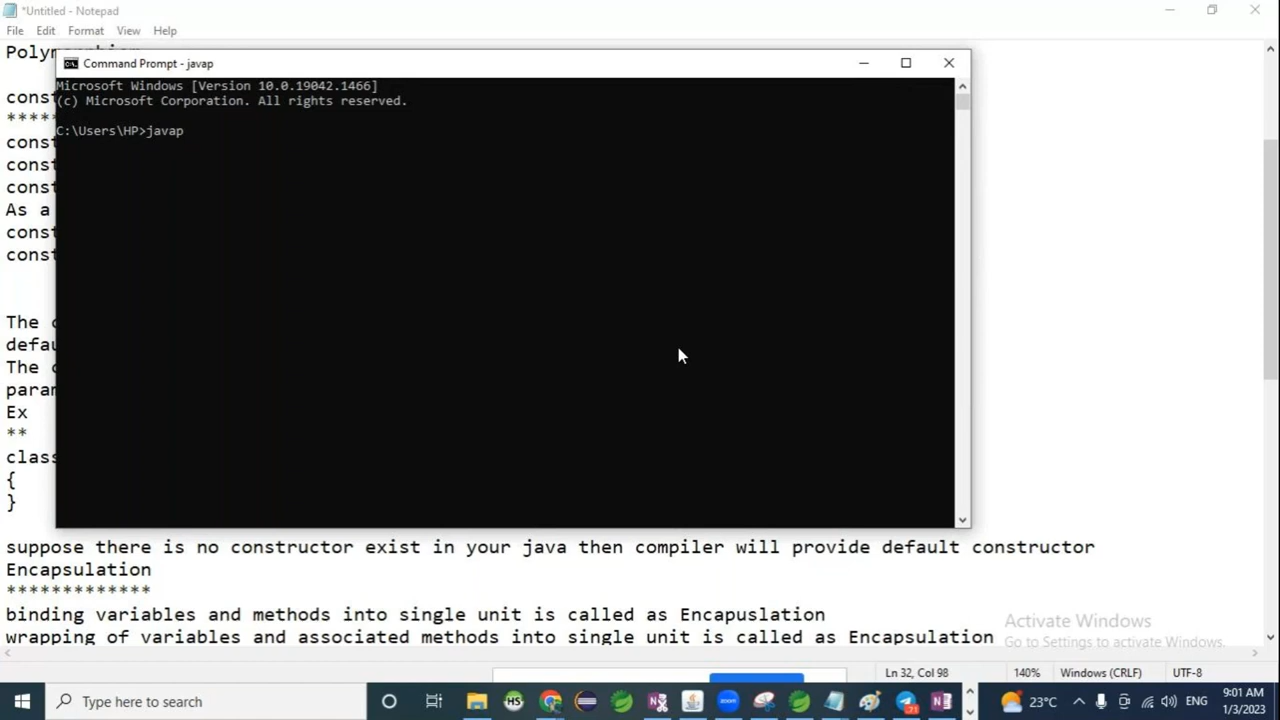 *Untitled - Notepad
File Edit Format View Help
Command Prompt - javap
Microsoft Windows [Version 10.0.19042.1466]
(c) Microsoft Corporation. All rights reserved.
C:\Users\HP>javap
const
*****
const
const
const
As a
const
const
The
defau
The
param
Ex
**
class
{
}
suppose there is no constructor exist in your java then compiler will provide default constructor
Encapsulation
*************
binding variables and methods into single unit is called as Encapuslation
wrapping of variables and associated methods into single unit is called as Encapsulation
Activate Windows
Go to Settings to activate Windows.
Ln 32, Col 98 140% Windows (CRLF) UTF-8
Type here to search
zoom
23°C
ENG
9:01 AM
1/3/2023